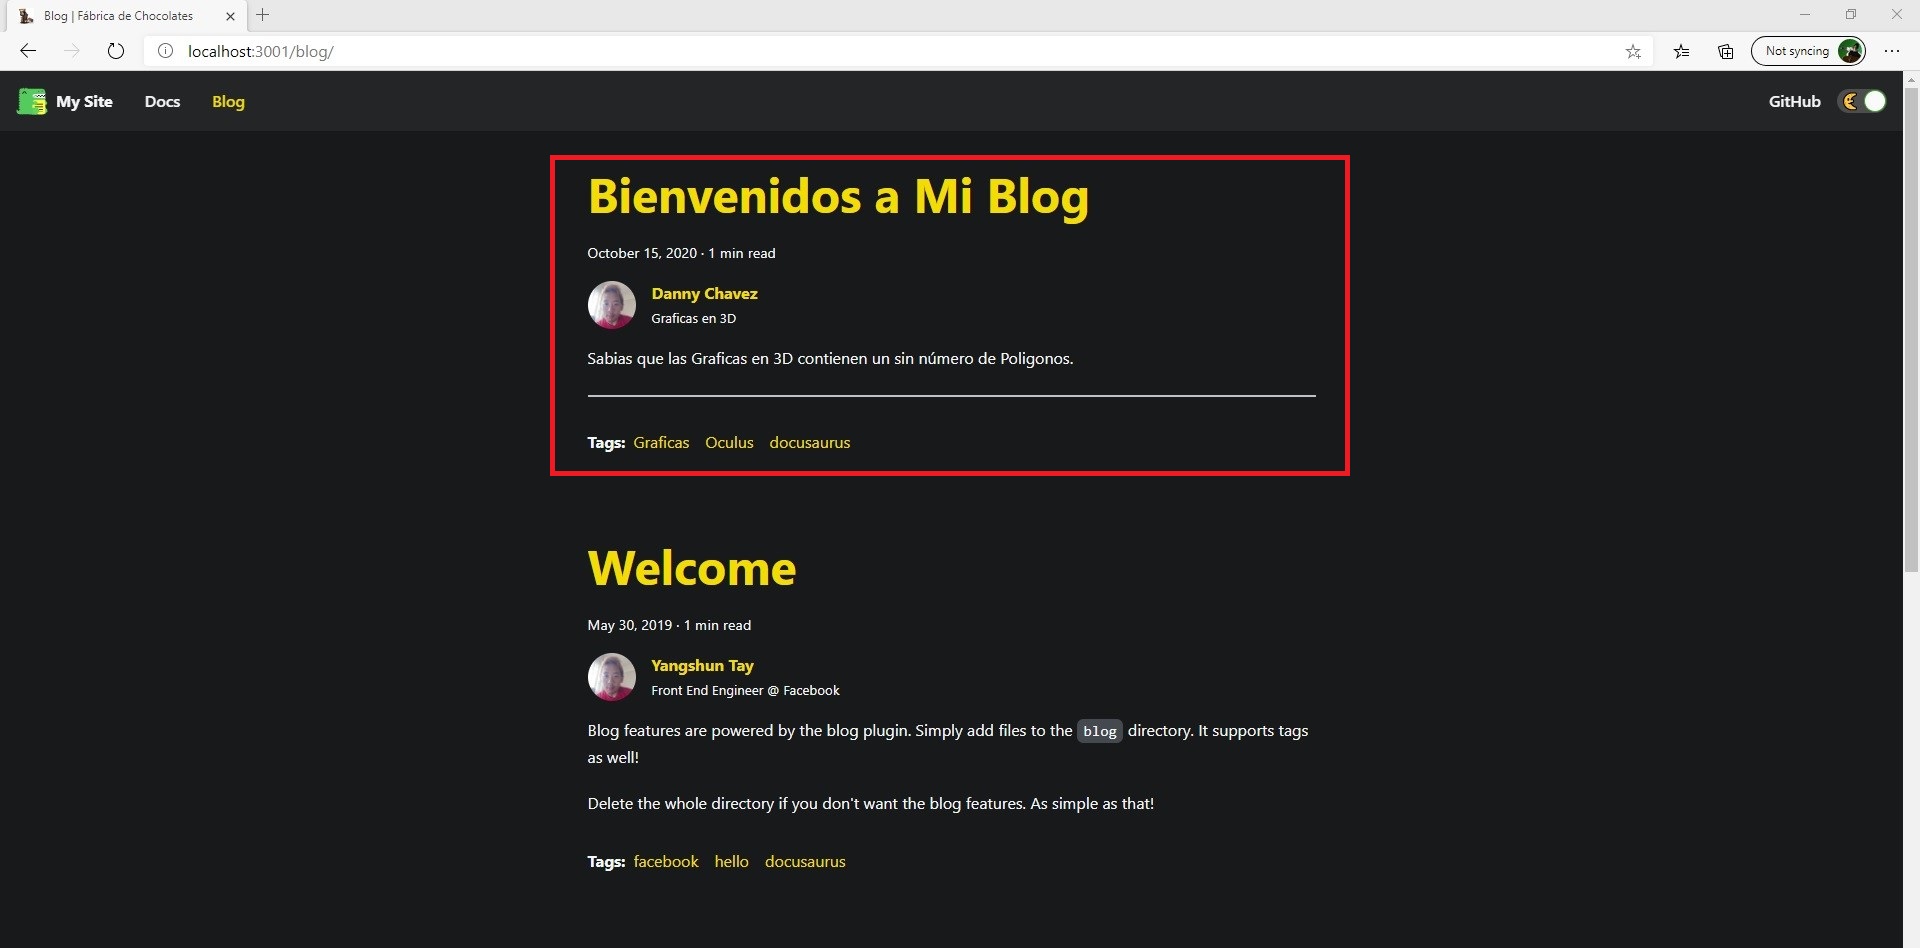 Blog | Fábrica de Chocolates
localhost:3001/blog/
Not syncing
My Site Docs Blog GitHub
Bienvenidos a Mi Blog
October 15, 2020 · 1 min read
Danny Chavez
Graficas en 3D
Sabias que las Graficas en 3D contienen un sin número de Poligonos.
Tags: Graficas Oculus docusaurus
Welcome
May 30, 2019 · 1 min read
Yangshun Tay
Front End Engineer @ Facebook
Blog features are powered by the blog plugin. Simply add files to the blog directory. It supports tags
as well!
Delete the whole directory if you don't want the blog features. As simple as that!
Tags: facebook hello docusaurus